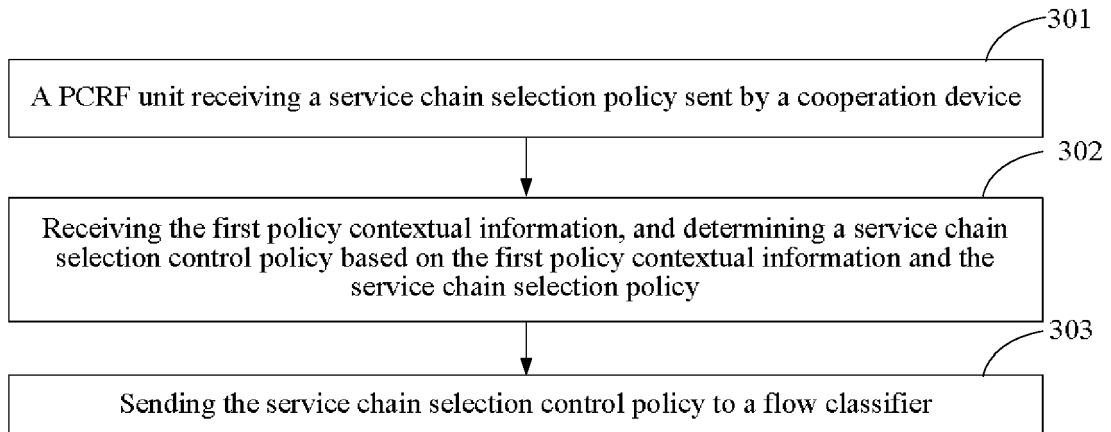 301
A PCRF unit receiving a service chain selection policy sent by a cooperation device
302
Receiving the first policy contextual information, and determining a service chain
selection control policy based on the first policy contextual information and the
service chain selection policy
303
Sending the service chain selection control policy to a flow classifier